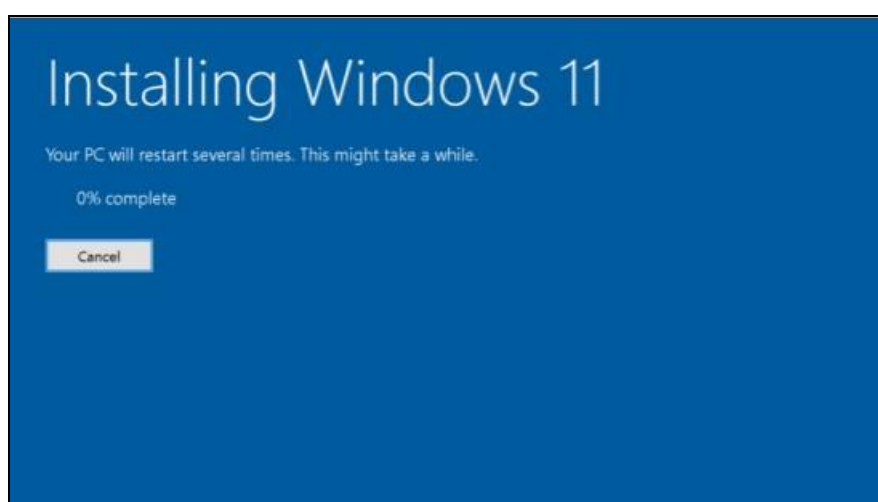 Installing Windows 11
Your PC will restart several times. This might take a while.
0% complete
Cancel